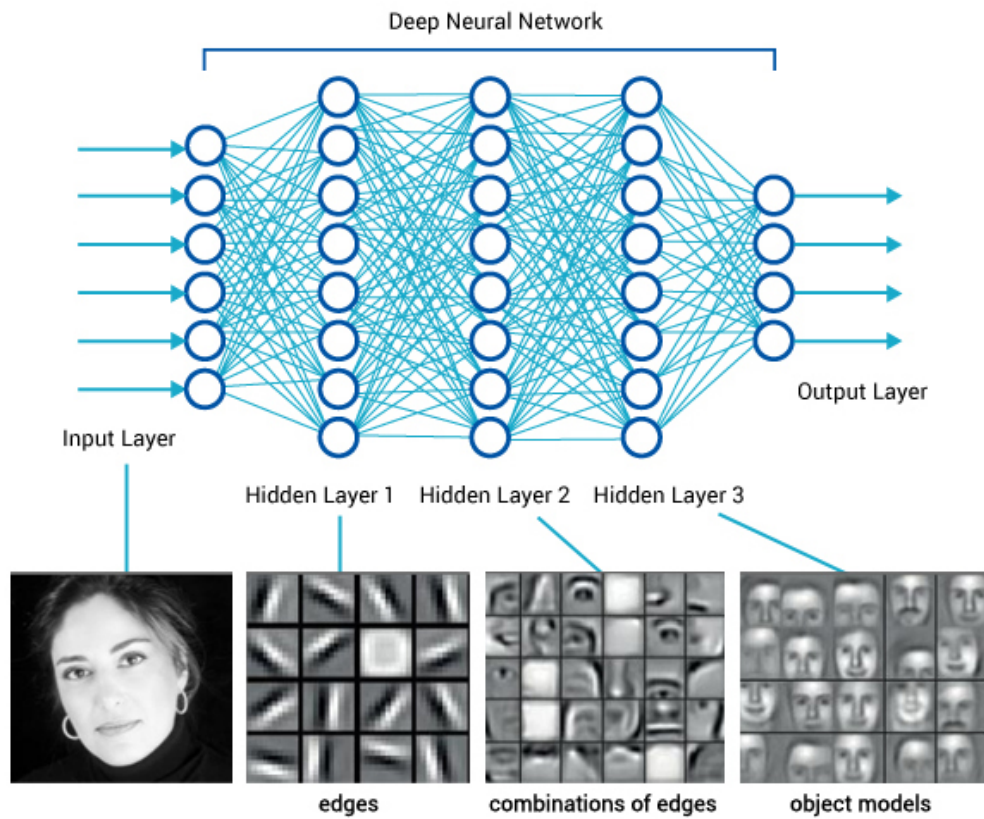 Deep Neural Network
Output Layer
Input Layer
Hidden Layer 1
Hidden Layer 2
Hidden Layer 3
edges
combinations of edges
object models